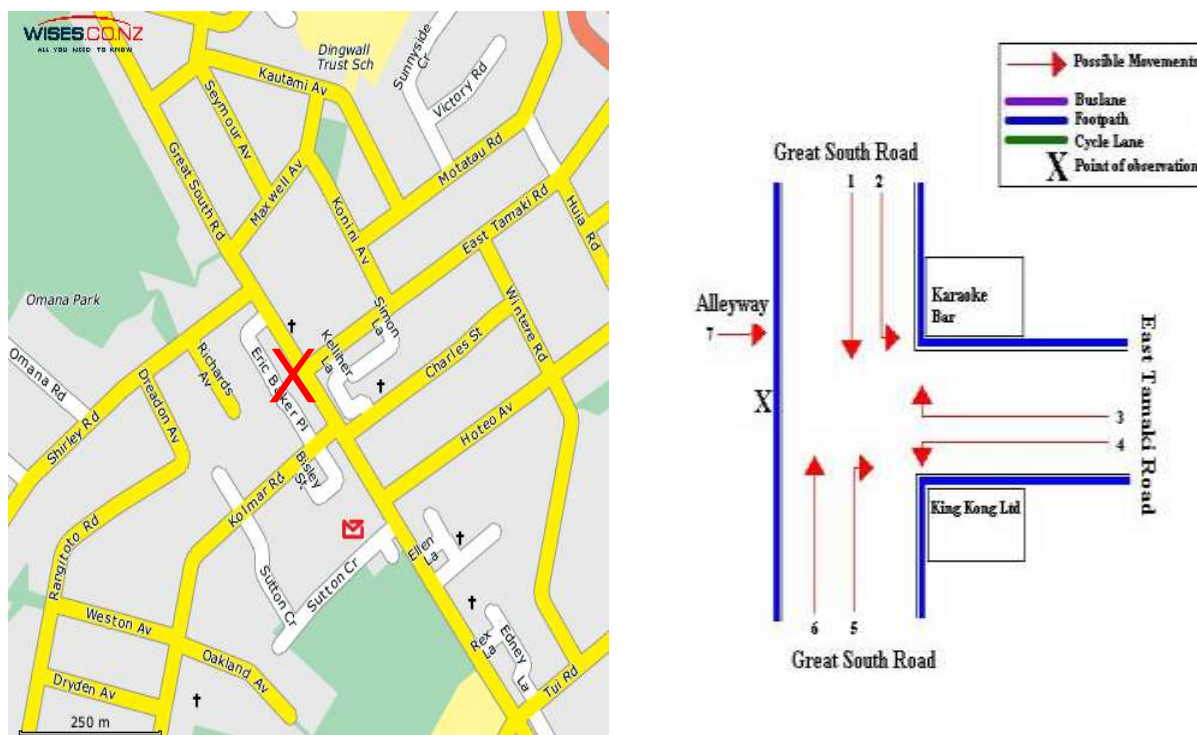 WISES.CO.NZ
ALL YOU NEED TO KNOW
Dingwall
Trust Sch
Sunnyside
Cr
Victory Rd
Kautami Av
Seymour Av
Great South Rd
Maxwell Av
Konini Av
Motatau Rd
East Tamaki Rd
Huia Rd
Omana Park
Simon La
Kelliher La
Charles St
Wintere Rd
Omana Rd
Richards Av
Dreadon Av
Eric Baker Pl
X
Shirley Rd
Hoteo Av
Bisley St
Kolmar Rd
Rangitoto Rd
Sutton Cr
Sutton Cr
Ellen La
Weston Av
Oakland Av
Rex La
Edney La
Tui Rd
Dryden Av
250 m
Possible Movements
Buslane
Footpath
Cycle Lane
X Point of observation
Great South Road
1 2
Karaoke
Bar
Alleyway
7
X
East Tamaki Road
3
4
King Kong Ltd
6 5
Great South Road